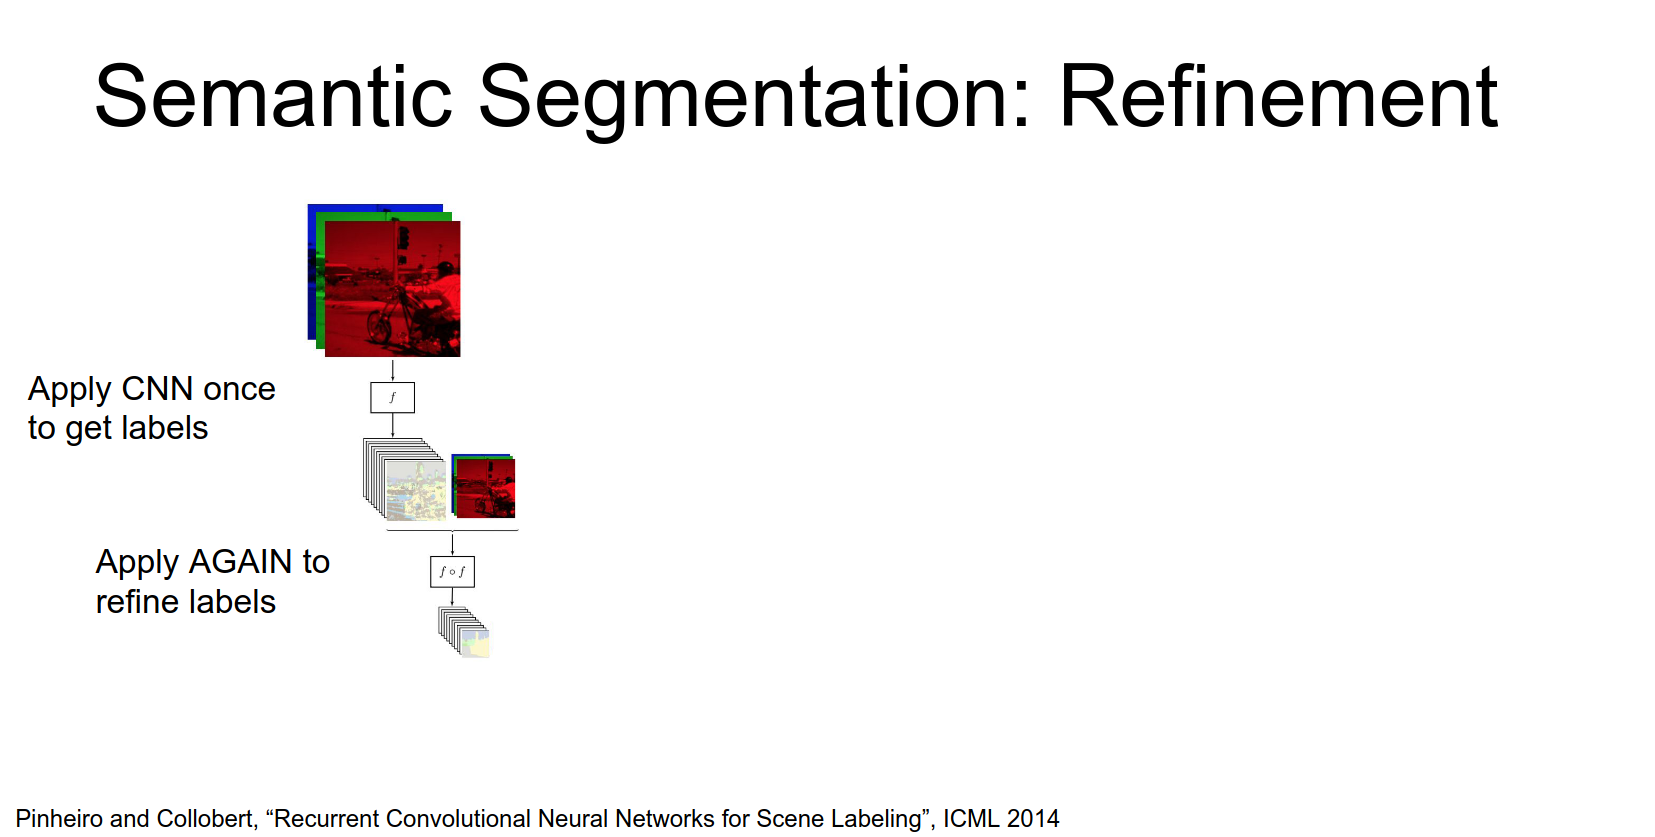 Semantic Segmentation: Refinement
Apply CNN once
to get labels
f
Apply AGAIN to
refine labels
f ∘ f
Pinheiro and Collobert, “Recurrent Convolutional Neural Networks for Scene Labeling”, ICML 2014